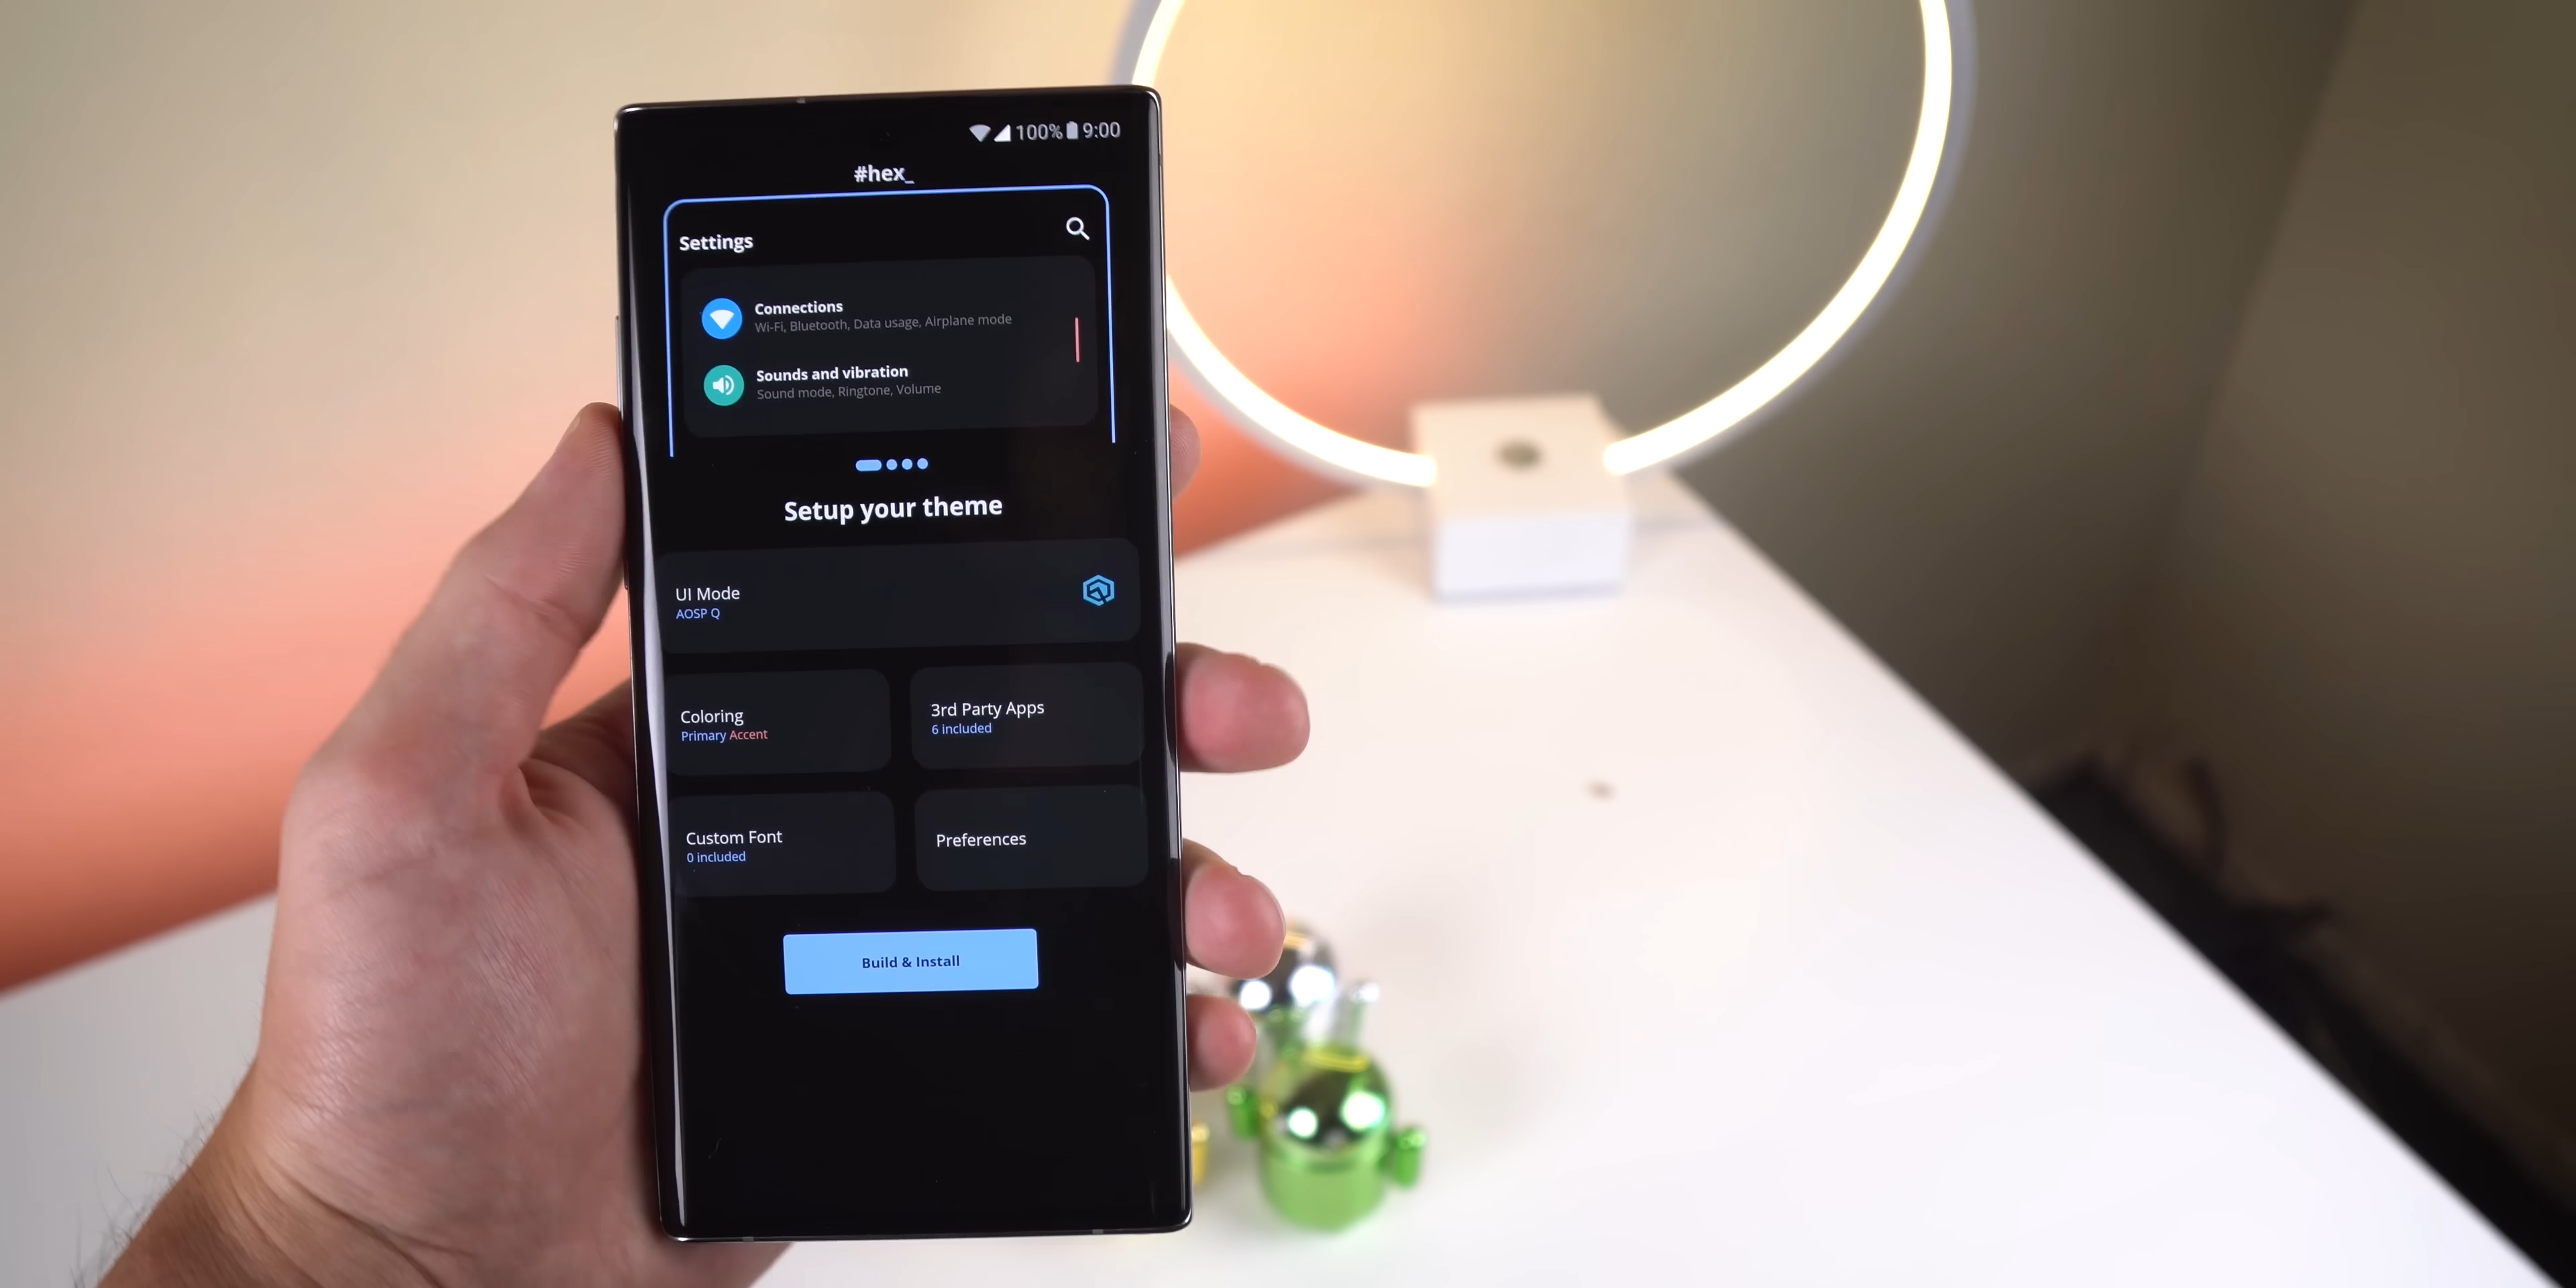 100% 9:00
#hex_
Settings
Connections
Wi-Fi, Bluetooth, Data usage, Airplane mode
Sounds and vibration
Sound mode, Ringtone, Volume
Setup your theme
UI Mode
AOSP Q
Coloring
Primary Accent
3rd Party Apps
6 included
Custom Font
0 included
Preferences
Build & Install